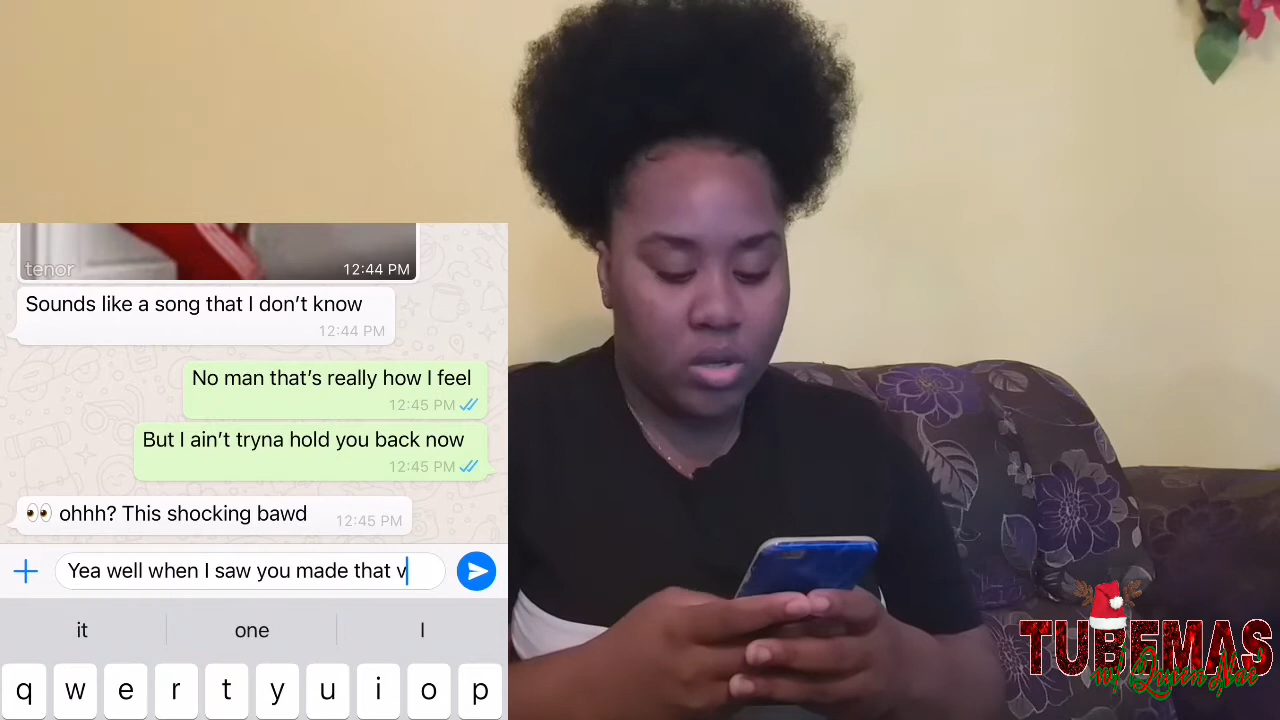 tenor
12:44 PM
Sounds like a song that I don’t know
12:44 PM
No man that’s really how I feel
12:45 PM
But I ain’t tryna hold you back now
12:45 PM
👀 ohhh? This shocking bawd
12:45 PM
Yea well when I saw you made that v
it one I
q w e r t y u i o p
TUBEMAS
w/ Queen Nae